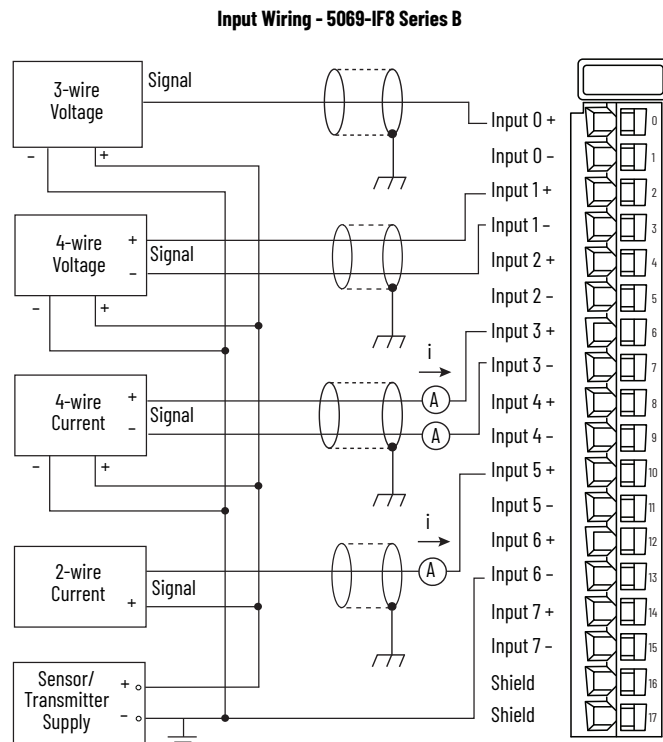 Input Wiring - 5069-IF8 Series B
3-wire
Voltage
Signal
–
+
4-wire
Voltage
+
–
Signal
–
+
4-wire
Current
+
–
Signal
–
+
i
A
A
2-wire
Current
+
Signal
i
A
Sensor/
Transmitter
Supply
+
–
Input 0 +
Input 0 –
Input 1 +
Input 1 –
Input 2 +
Input 2 –
Input 3 +
Input 3 –
Input 4 +
Input 4 –
Input 5 +
Input 5 –
Input 6 +
Input 6 –
Input 7 +
Input 7 –
Shield
Shield
0
1
2
3
4
5
6
7
8
9
10
11
12
13
14
15
16
17